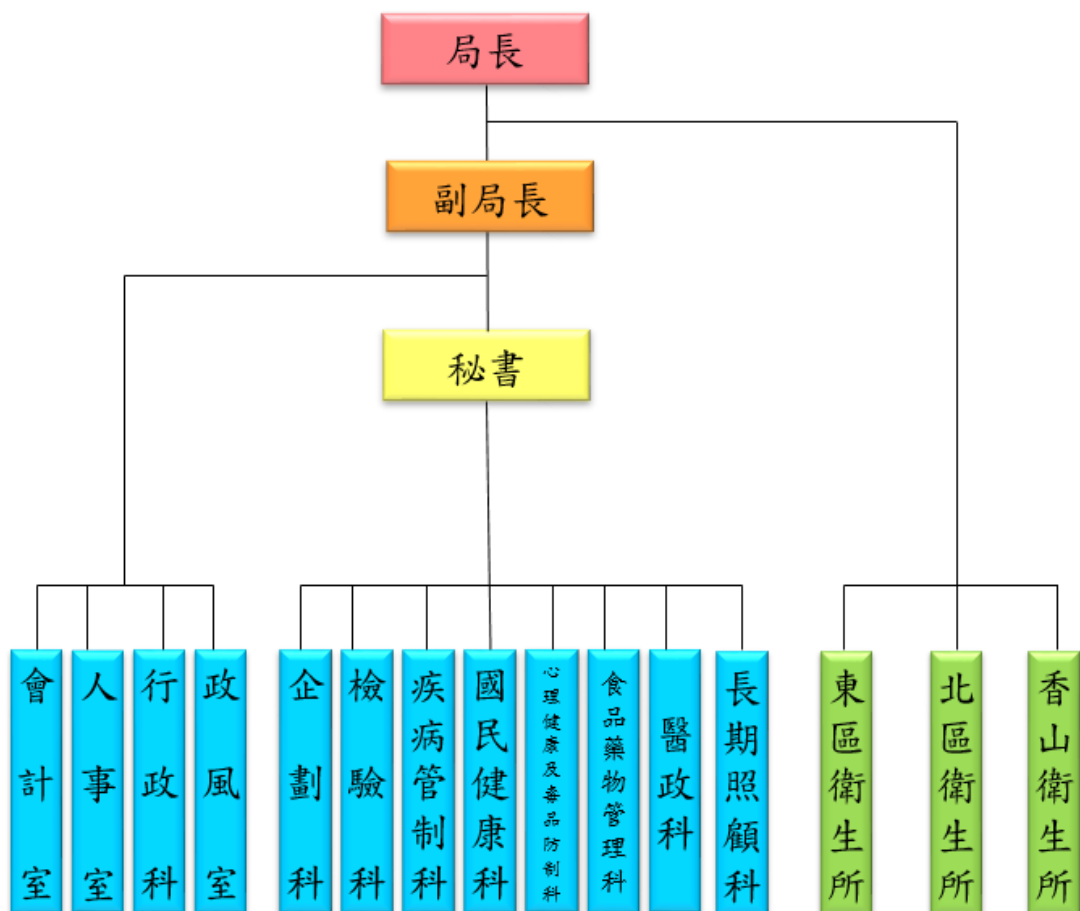 局長
副局長
秘書
會計室
人事室
行政科
政風室
企劃科
檢驗科
疾病管制科
國民健康科
心理健康及毒品防制科
食品藥物管理科
醫政科
長期照顧科
東區衛生所
北區衛生所
香山衛生所